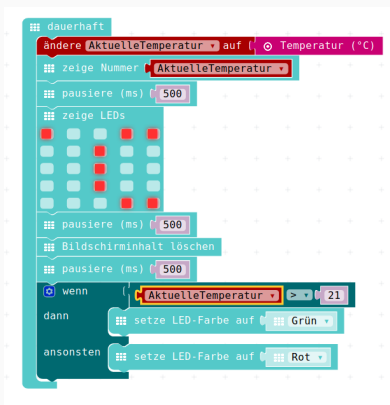 dauerhaft
ändere AktuelleTemperatur auf Temperatur (°C)
zeige Nummer AktuelleTemperatur
pausiere (ms) 500
zeige LEDs
pausiere (ms) 500
Bildschirminhalt löschen
pausiere (ms) 500
wenn AktuelleTemperatur > 21
dann setze LED-Farbe auf Grün
ansonsten setze LED-Farbe auf Rot